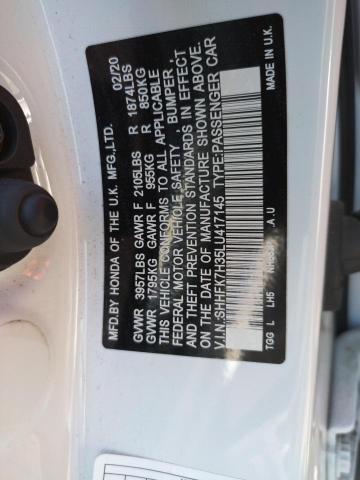 MFD.BY HONDA OF THE U.K. MFG.,LTD. 02/20
GVWR 3957LBS GAWR F 2105LBS R 1874LBS
GVWR 1795KG GAWR F 955KG R 850KG
THIS VEHICLE CONFORMS TO ALL APPLICABLE
FEDERAL MOTOR VEHICLE SAFETY , BUMPER ,
AND THEFT PREVENTION STANDARDS IN EFFECT
ON THE DATE OF MANUFACTURE SHOWN ABOVE.
V.I.N.:SHHFK7H35LU417145 TYPE:PASSENGER CAR
TGG L LH5 A.U MADE IN U.K.